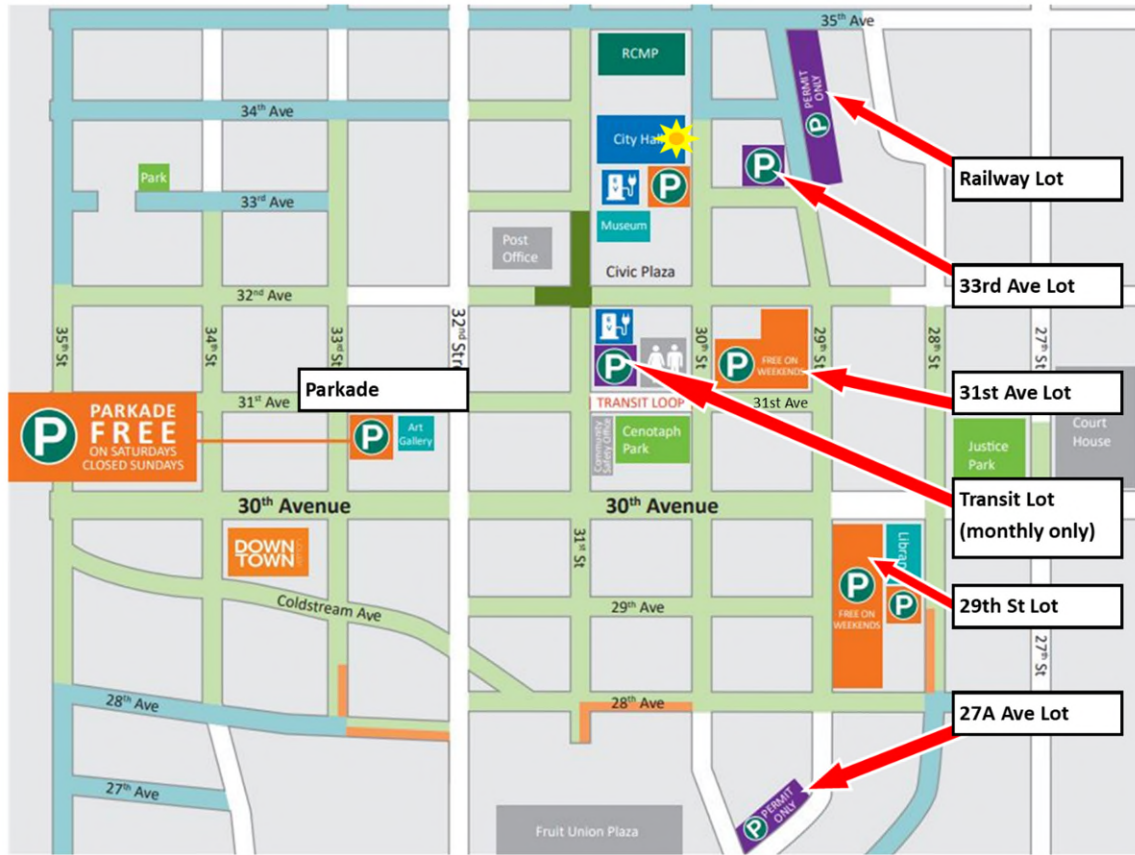 35th Ave
RCMP
PERMIT
ONLY
P
34th Ave
City Hall
P
Railway Lot
Park
33rd Ave
EV
P
Museum
Post
Office
Civic Plaza
33rd Ave Lot
32nd Ave
35th St
34th St
33rd St
32nd Stre
30th St
29th St
28th St
27th St
EV
P
P
FREE ON
WEEKENDS
Parkade
31st Ave
TRANSIT LOOP
31st Ave
31st Ave Lot
P
PARKADE
FREE
ON SATURDAYS
CLOSED SUNDAYS
P
Art
Gallery
Community
Safety Office
Cenotaph
Park
Justice
Park
Court
House
30th Avenue
30th Avenue
Transit Lot
(monthly only)
DOWN
TOWN
31st St
Coldstream Ave
29th Ave
P
FREE ON
WEEKENDS
P
29th St Lot
27th St
28th Ave
28th Ave
27A Ave Lot
27th Ave
P
PERMIT
ONLY
Fruit Union Plaza